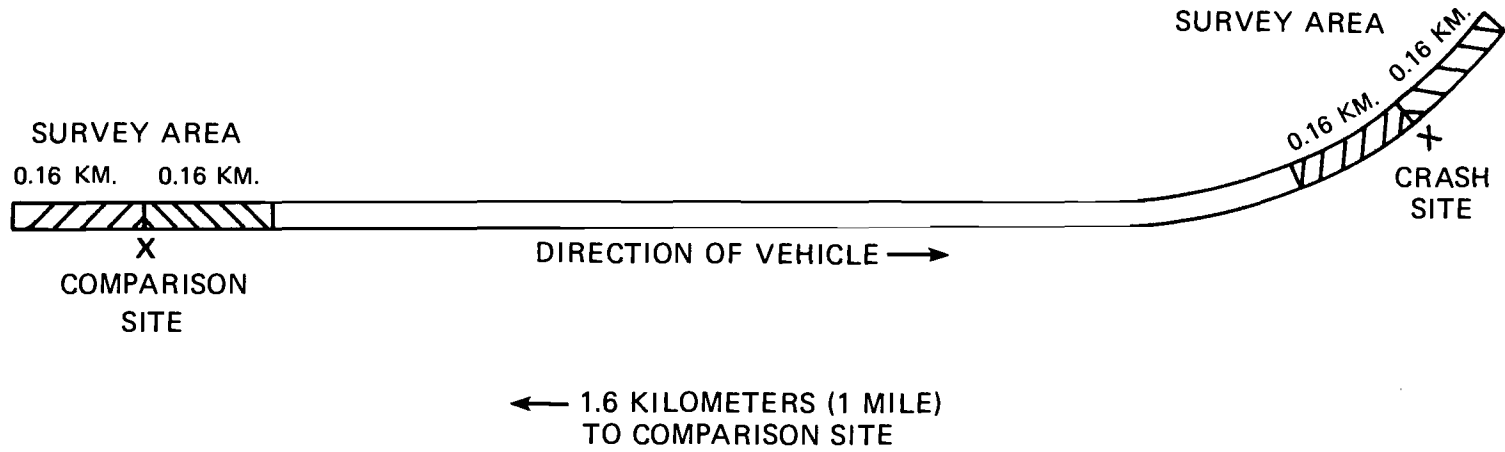 SURVEY AREA
0.16 KM. 0.16 KM.
X
COMPARISON
SITE
DIRECTION OF VEHICLE →
← 1.6 KILOMETERS (1 MILE)
TO COMPARISON SITE
SURVEY AREA
0.16 KM.
0.16 KM.
X
CRASH
SITE